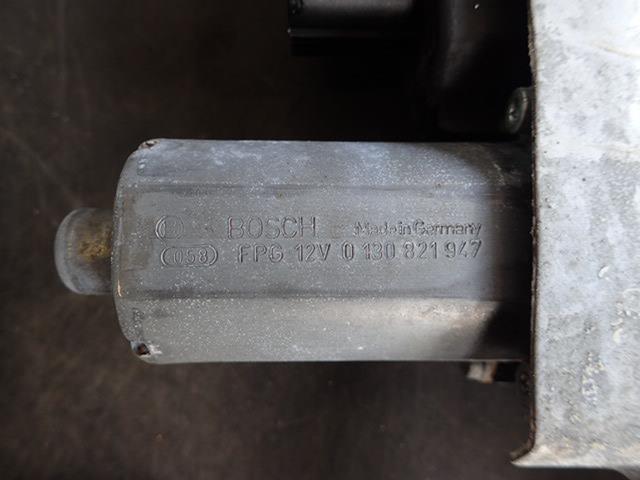 BOSCH Made in Germany
058 FPG 12V 0 130 821 947